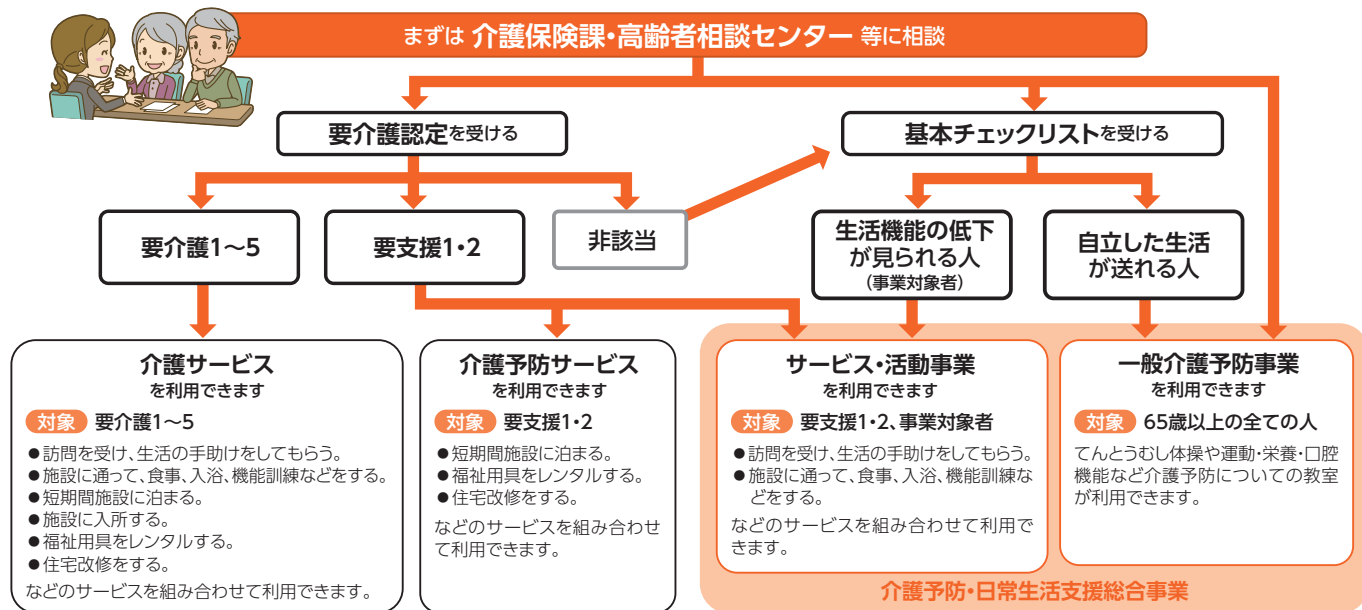 まずは 介護保険課・高齢者相談センター 等に相談
要介護認定を受ける
基本チェックリストを受ける
要介護1～5
要支援1・2
非該当
生活機能の低下
が見られる人
(事業対象者)
自立した生活
が送れる人
介護サービス
を利用できます
対象 要介護1～5
●訪問を受け、生活の手助けをしてもらう。
●施設に通って、食事、入浴、機能訓練などをする。
●短期間施設に泊まる。
●施設に入所する。
●福祉用具をレンタルする。
●住宅改修をする。
などのサービスを組み合わせて利用できます。
介護予防サービス
を利用できます
対象 要支援1・2
●短期間施設に泊まる。
●福祉用具をレンタルする。
●住宅改修をする。
などのサービスを組み合わせ
て利用できます。
サービス・活動事業
を利用できます
対象 要支援1・2、事業対象者
●訪問を受け、生活の手助けをしてもらう。
●施設に通って、食事、入浴、機能訓練な
どをする。
などのサービスを組み合わせて利用で
きます。
一般介護予防事業
を利用できます
対象 65歳以上の全ての人
てんとうむし体操や運動・栄養・口腔
機能など介護予防についての教室
が利用できます。
介護予防・日常生活支援総合事業